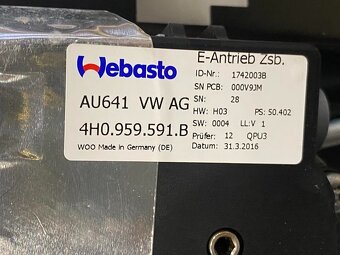 Webasto
E-Antrieb Zsb.
ID-Nr.: 1742003B
SN PCB: 000V9JM
SN: 28
HW: H03 PS: 50.402
SW: 0004 LL:V 1
Prüfer: 12 QPU3
Datum: 31.3.2016
AU641 VW AG
4H0.959.591.B
WOO Made in Germany (DE)